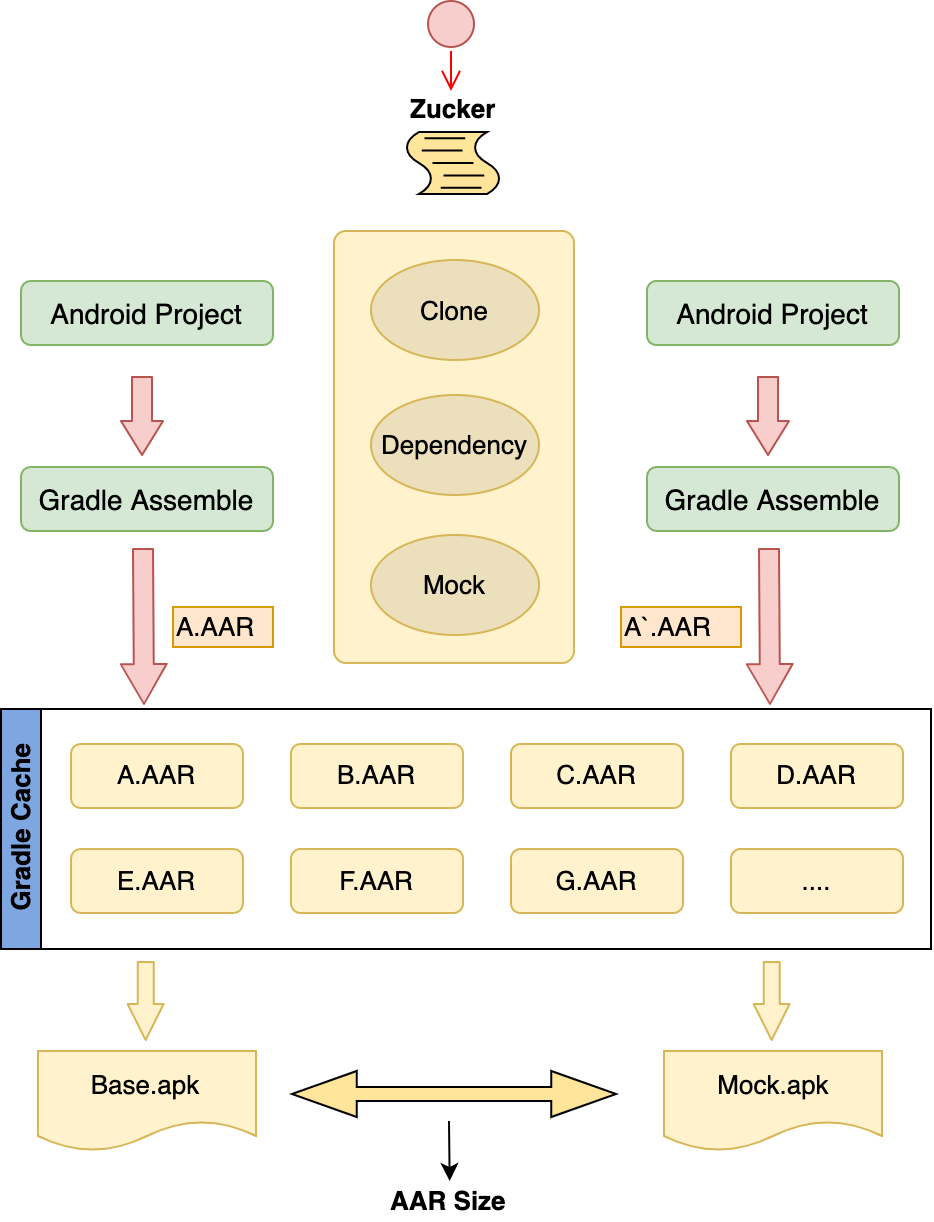 Zucker
Clone
Android Project
Android Project
Dependency
Gradle Assemble
Gradle Assemble
Mock
A.AAR
A`.AAR
Gradle Cache
A.AAR
B.AAR
C.AAR
D.AAR
E.AAR
F.AAR
G.AAR
....
Base.apk
Mock.apk
AAR Size